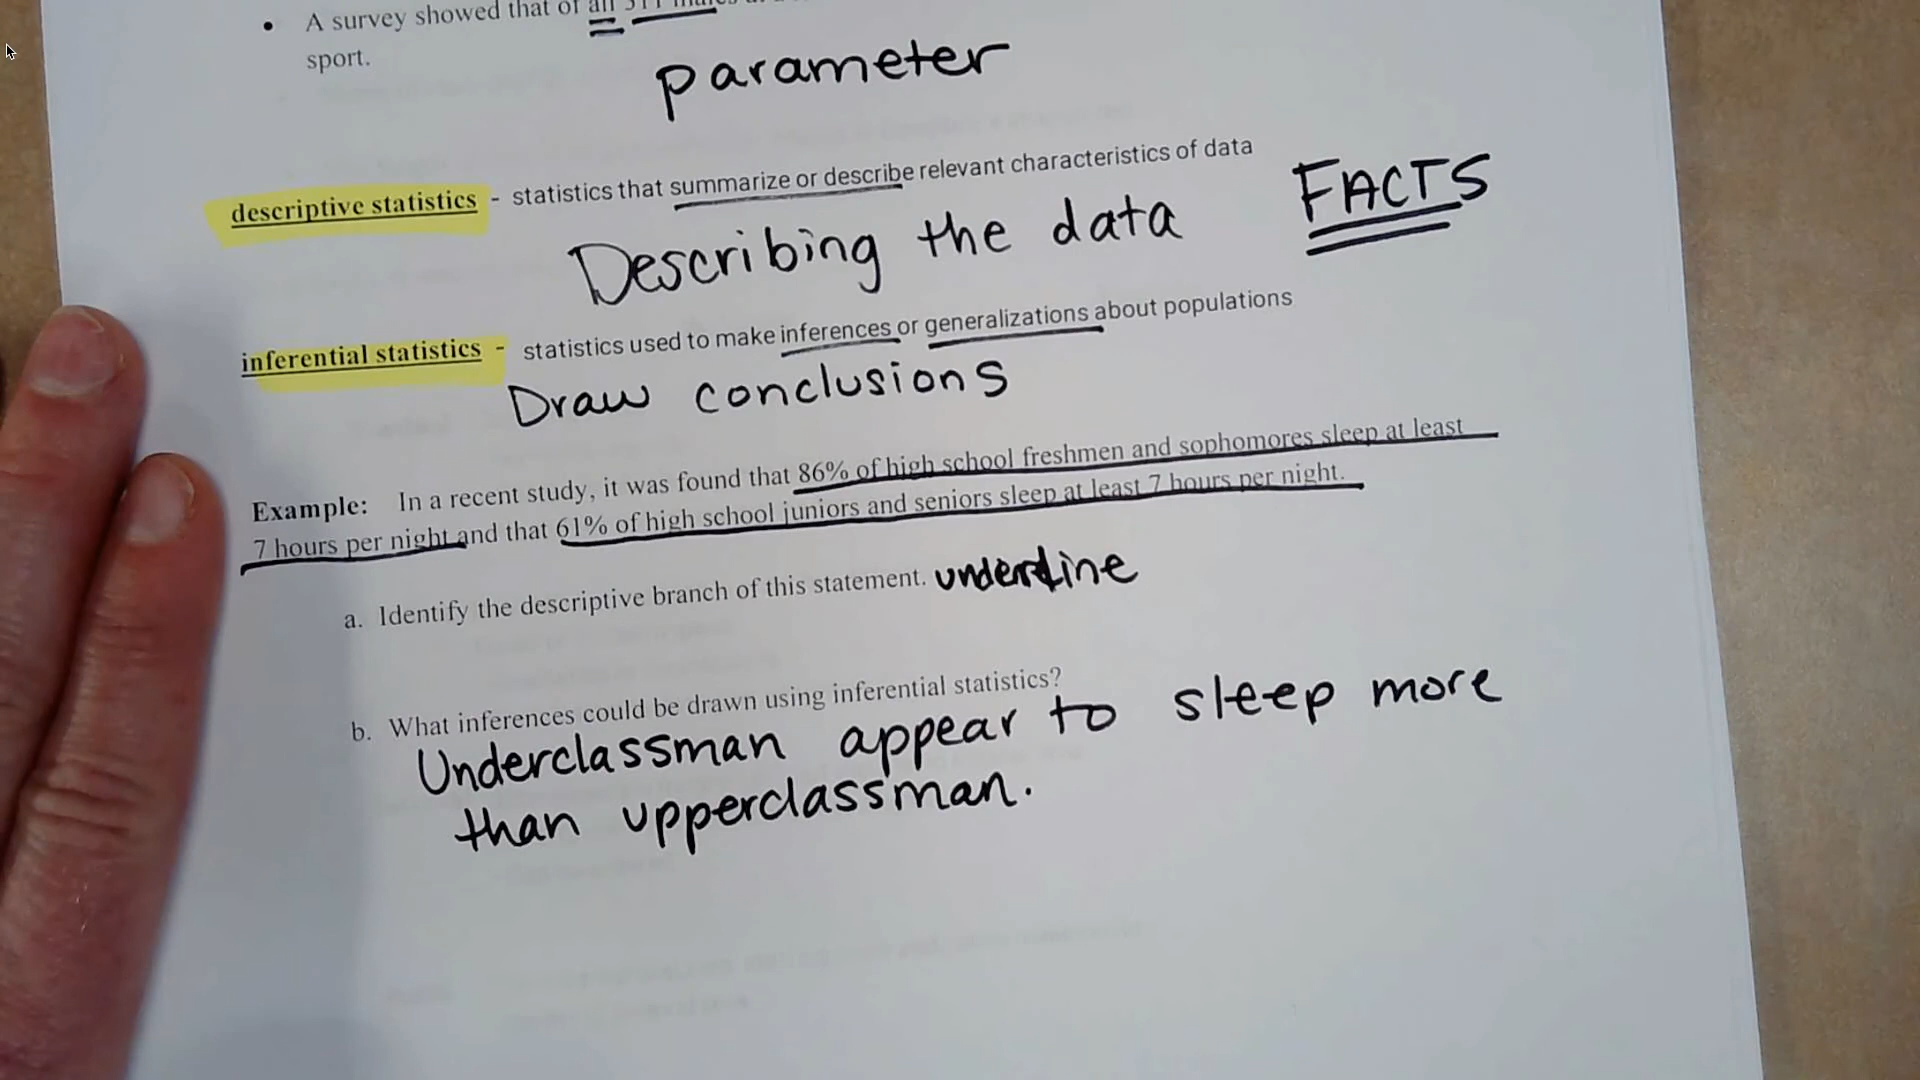 • A survey showed that of all 311 males
sport.
parameter
descriptive statistics - statistics that summarize or describe relevant characteristics of data
FACTS
Describing the data
inferential statistics - statistics used to make inferences or generalizations about populations
Draw conclusions
Example: In a recent study, it was found that 86% of high school freshmen and sophomores sleep at least
7 hours per night and that 61% of high school juniors and seniors sleep at least 7 hours per night.
a. Identify the descriptive branch of this statement. underline
b. What inferences could be drawn using inferential statistics?
Underclassman appear to sleep more
than upperclassman.